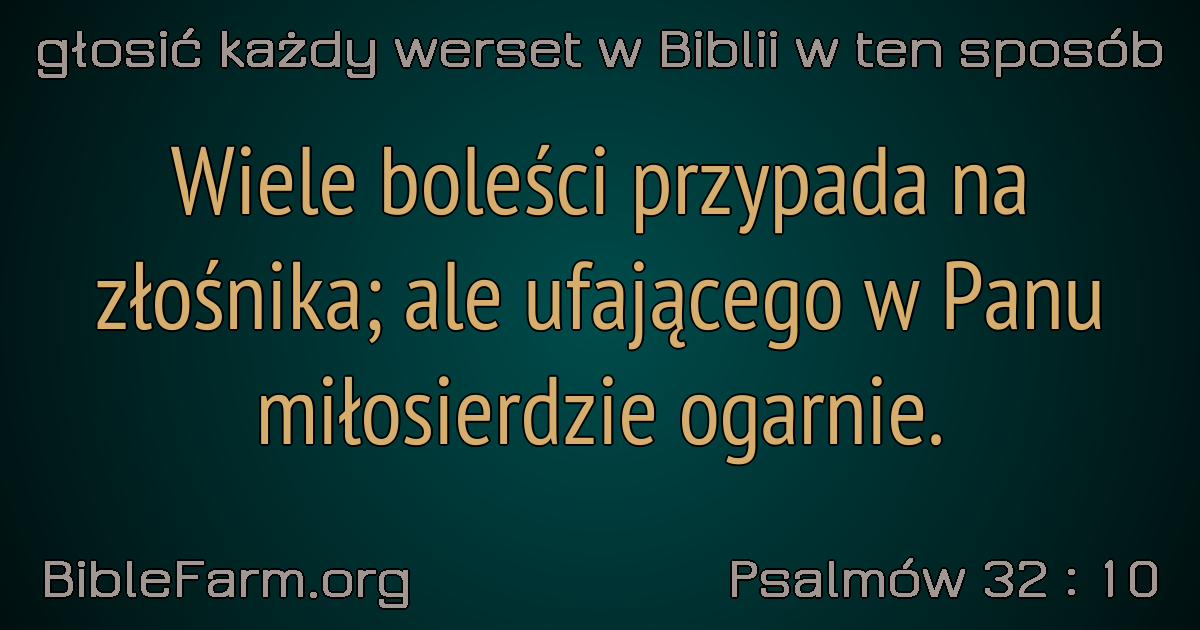 głosić każdy werset w Biblii w ten sposób
Wiele boleści przypada na
złośnika; ale ufającego w Panu
miłosierdzie ogarnie.
BibleFarm.org
Psalmów 32 : 10